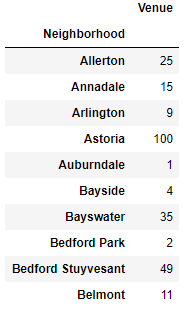 Venue
Neighborhood
Allerton 25
Annadale 15
Arlington 9
Astoria 100
Auburndale 1
Bayside 4
Bayswater 35
Bedford Park 2
Bedford Stuyvesant 49
Belmont 11